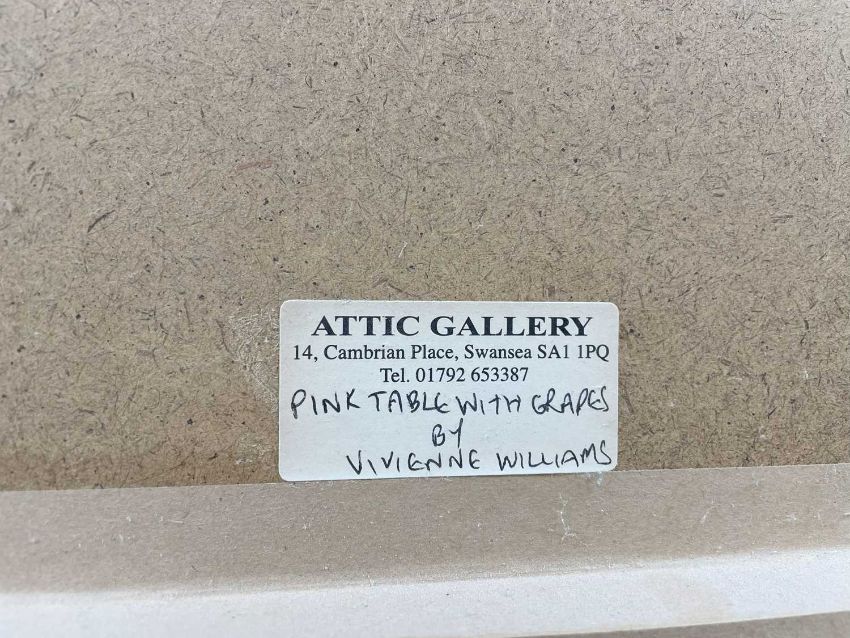 ATTIC GALLERY
14, Cambrian Place, Swansea SA1 1PQ
Tel. 01792 653387
PINK TABLE WITH GRAPES
BY
VIVIENNE WILLIAMS